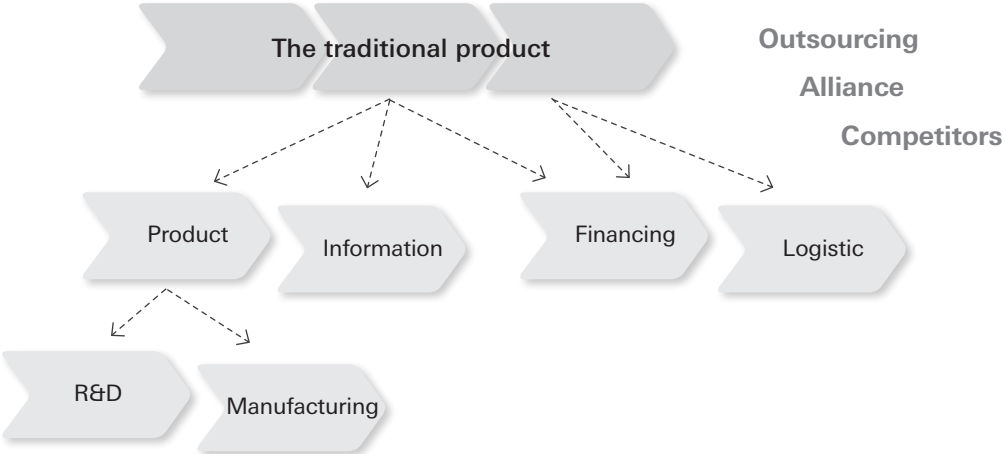 The traditional product
Outsourcing
Alliance
Competitors
Product
Information
Financing
Logistic
R&D
Manufacturing